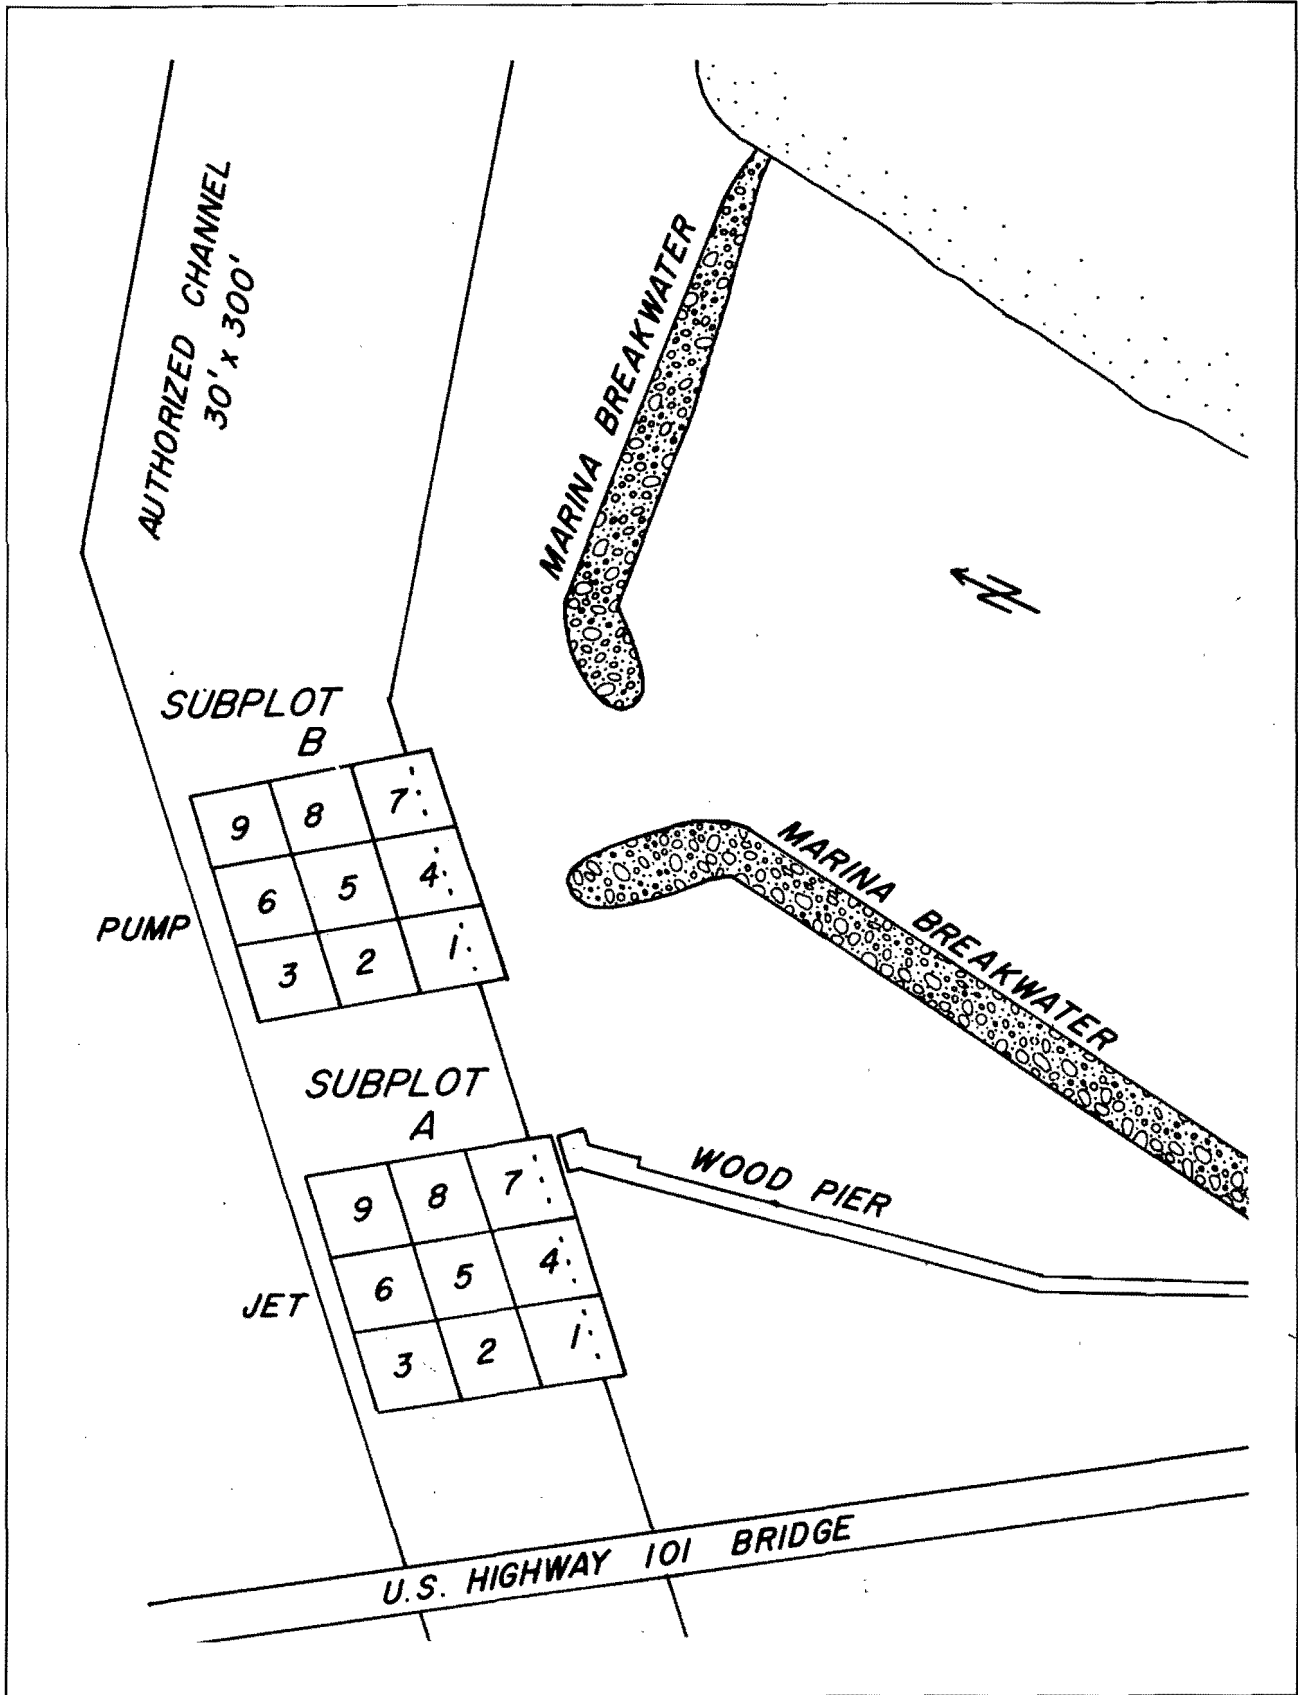 AUTHORIZED CHANNEL
30' x 300'
MARINA BREAKWATER
N
SUBPLOT
B
9 8 7
6 5 4
3 2 1
PUMP
MARINA BREAKWATER
SUBPLOT
A
9 8 7
6 5 4
3 2 1
JET
WOOD PIER
U.S. HIGHWAY 101 BRIDGE